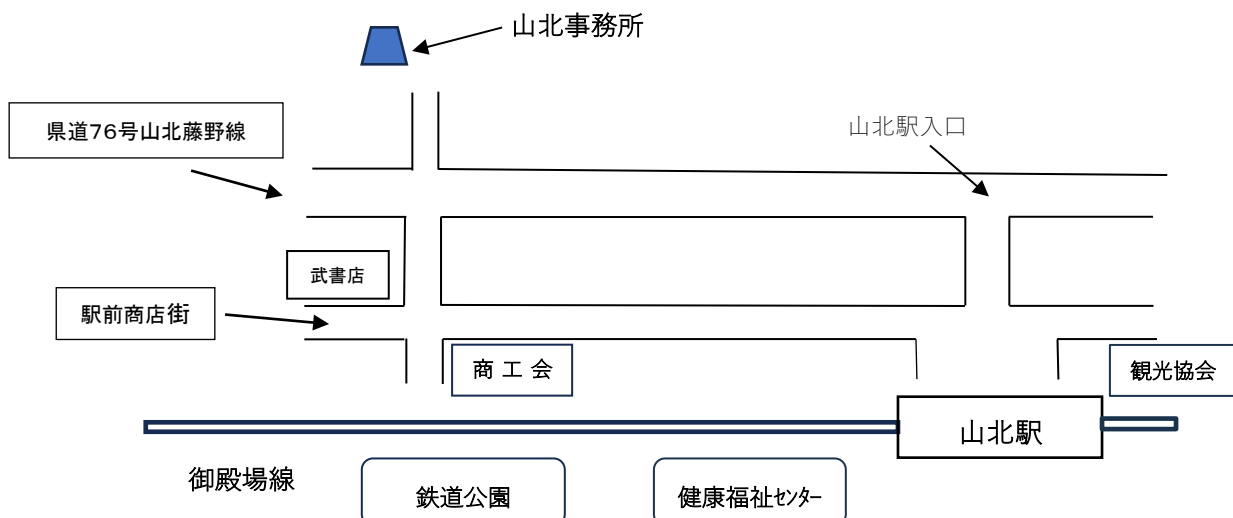 山北事務所
県道76号山北藤野線
山北駅入口
武書店
駅前商店街
商 工 会
観光協会
山北駅
御殿場線
鉄道公園
健康福祉ｾﾝﾀｰ